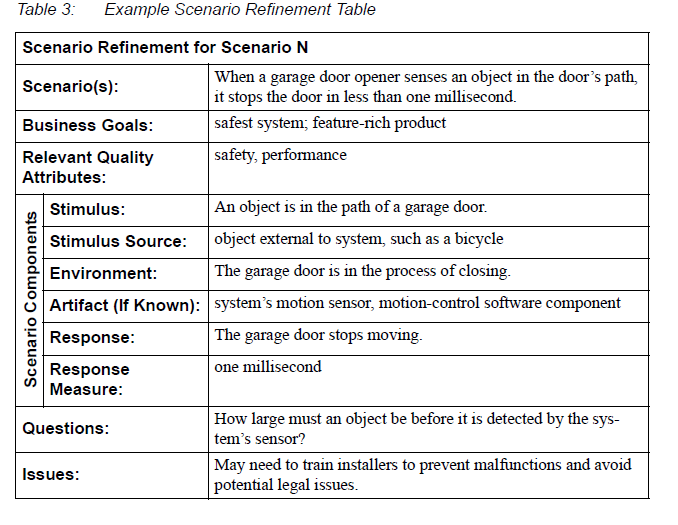 Table 3: Example Scenario Refinement Table
Scenario Refinement for Scenario N
Scenario(s):
When a garage door opener senses an object in the door's path,
it stops the door in less than one millisecond.
Business Goals:
safest system; feature-rich product
Relevant Quality
Attributes:
safety, performance
Scenario Components
Stimulus:
An object is in the path of a garage door.
Stimulus Source:
object external to system, such as a bicycle
Environment:
The garage door is in the process of closing.
Artifact (If Known):
system's motion sensor, motion-control software component
Response:
The garage door stops moving.
Response
Measure:
one millisecond
Questions:
How large must an object be before it is detected by the sys-
tem's sensor?
Issues:
May need to train installers to prevent malfunctions and avoid
potential legal issues.